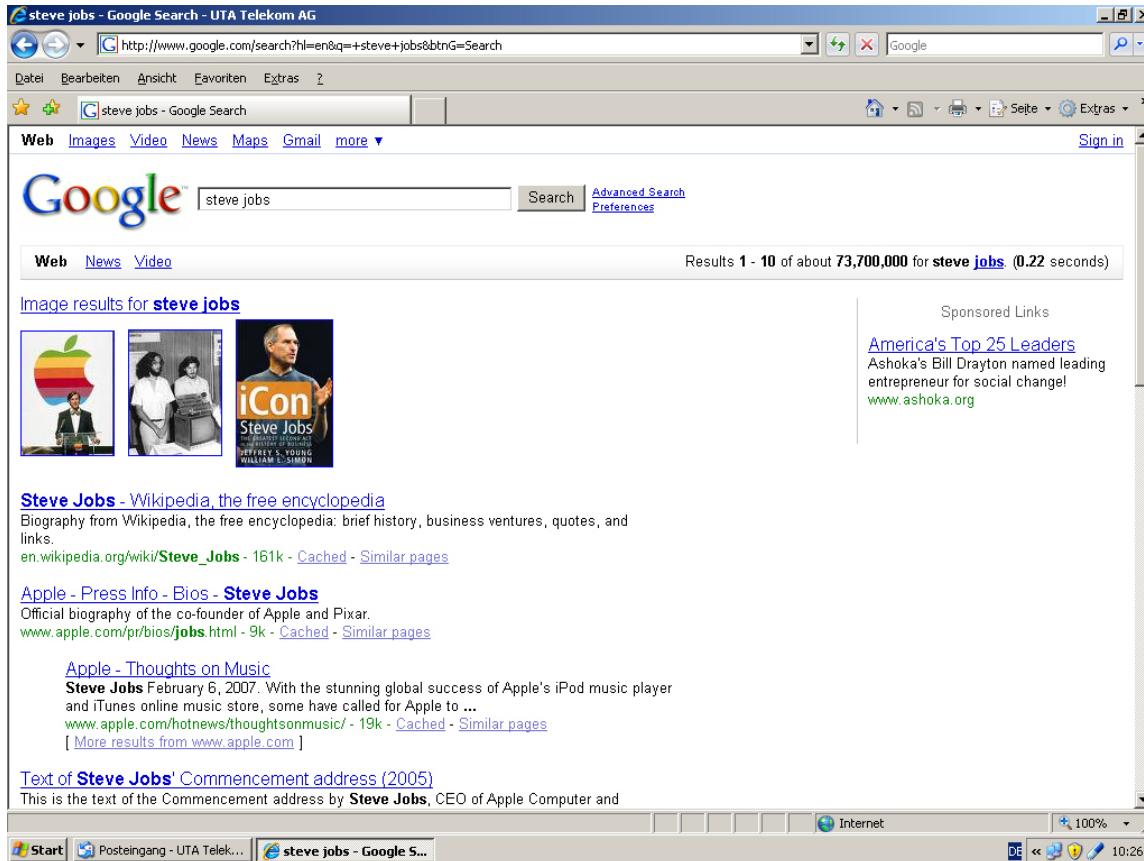 steve jobs - Google Search - UTA Telekom AG
http://www.google.com/search?hl=en&q=+steve+jobs&btnG=Search
Google
Datei Bearbeiten Ansicht Favoriten Extras ?
steve jobs - Google Search
Seite Extras
Web Images Video News Maps Gmail more ▼
Sign in
Google™ steve jobs Search
Advanced Search
Preferences
Web News Video
Results 1 - 10 of about 73,700,000 for steve jobs. (0.22 seconds)
Image results for steve jobs
iCon
Steve Jobs
THE GREATEST SECOND ACT
IN THE HISTORY OF BUSINESS
JEFFREY S. YOUNG
WILLIAM L. SIMON
Steve Jobs - Wikipedia, the free encyclopedia
Biography from Wikipedia, the free encyclopedia: brief history, business ventures, quotes, and
links.
en.wikipedia.org/wiki/Steve_Jobs - 161k - Cached - Similar pages
Apple - Press Info - Bios - Steve Jobs
Official biography of the co-founder of Apple and Pixar.
www.apple.com/pr/bios/jobs.html - 9k - Cached - Similar pages
Apple - Thoughts on Music
Steve Jobs February 6, 2007. With the stunning global success of Apple's iPod music player
and iTunes online music store, some have called for Apple to ...
www.apple.com/hotnews/thoughtsonmusic/ - 19k - Cached - Similar pages
[ More results from www.apple.com ]
Text of Steve Jobs' Commencement address (2005)
This is the text of the Commencement address by Steve Jobs, CEO of Apple Computer and
Sponsored Links
America's Top 25 Leaders
Ashoka's Bill Drayton named leading
entrepreneur for social change!
www.ashoka.org
Internet
100%
Start Posteingang - UTA Telek... steve jobs - Google S...
DE « 10:26